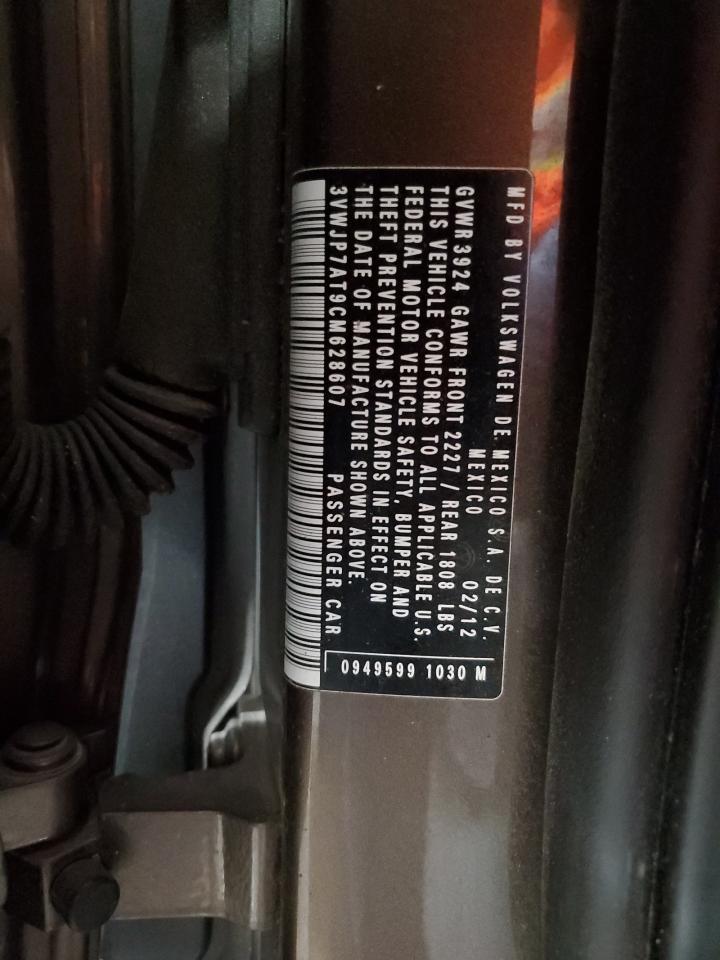 MFD BY VOLKSWAGEN DE MEXICO S.A. DE C.V.
MEXICO 02/12
GVWR 3924 GAWR FRONT 2227 / REAR 1808 LBS
THIS VEHICLE CONFORMS TO ALL APPLICABLE U.S.
FEDERAL MOTOR VEHICLE SAFETY, BUMPER AND
THEFT PREVENTION STANDARDS IN EFFECT ON
THE DATE OF MANUFACTURE SHOWN ABOVE.
3VWJP7AT9CM628607 PASSENGER CAR
0949599 1030 M